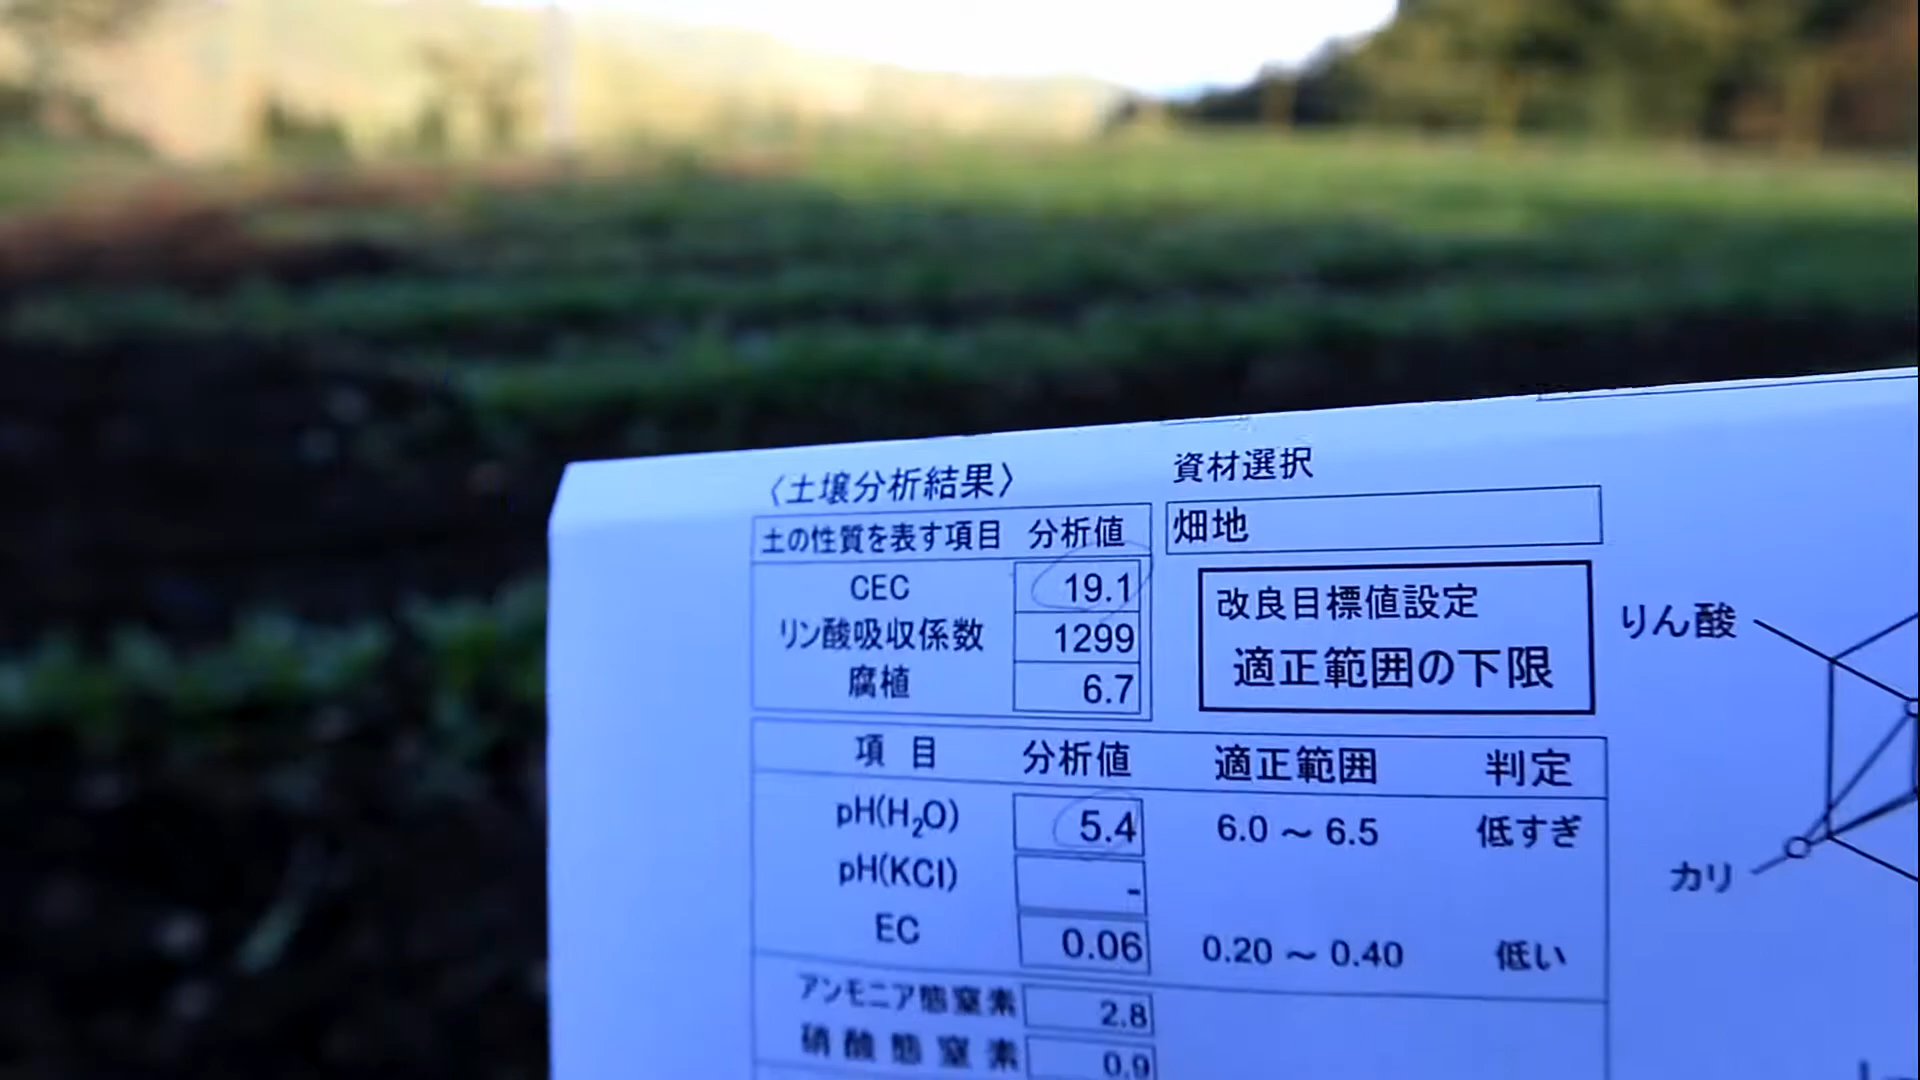 〈土壌分析結果〉
資材選択
土の性質を表す項目 分析値
畑地
CEC 19.1
リン酸吸収係数 1299
腐植 6.7
改良目標値設定
適正範囲の下限
りん酸
カリ
項 目 分析値 適正範囲 判定
pH(H₂O) 5.4 6.0 ～ 6.5 低すぎ
pH(KCl) -
EC 0.06 0.20 ～ 0.40 低い
アンモニア態窒素 2.8
硝酸態窒素 0.9